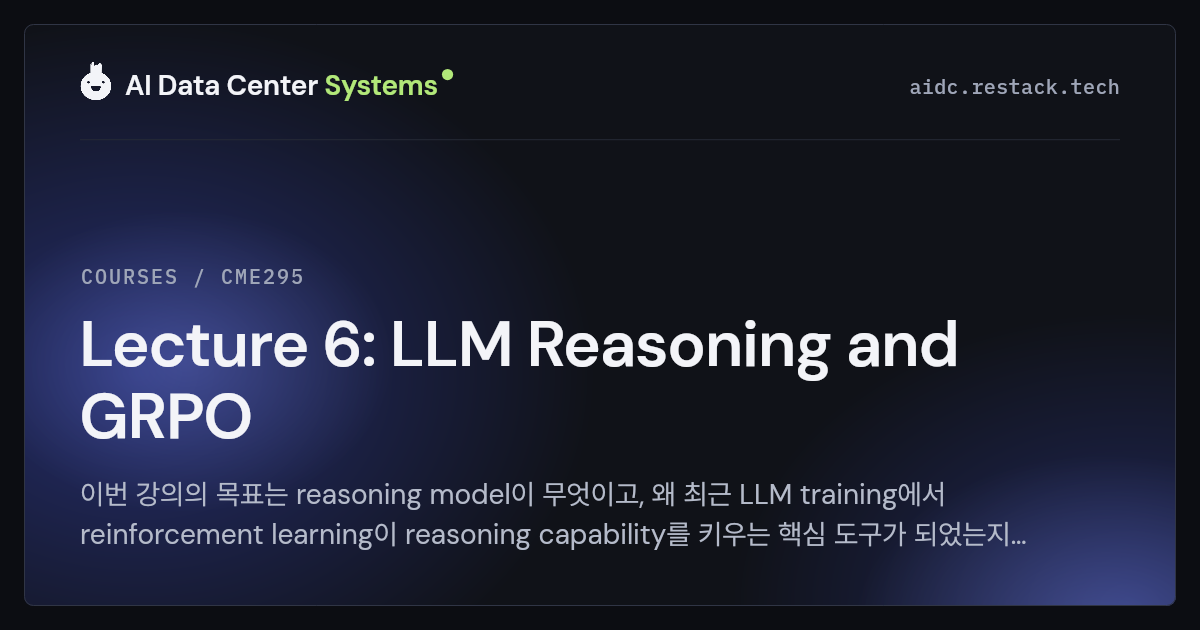 AI Data Center Systems
aidc.restack.tech
COURSES / CME295
Lecture 6: LLM Reasoning and
GRPO
이번 강의의 목표는 reasoning model이 무엇이고, 왜 최근 LLM training에서
reinforcement learning이 reasoning capability를 키우는 핵심 도구가 되었는지...